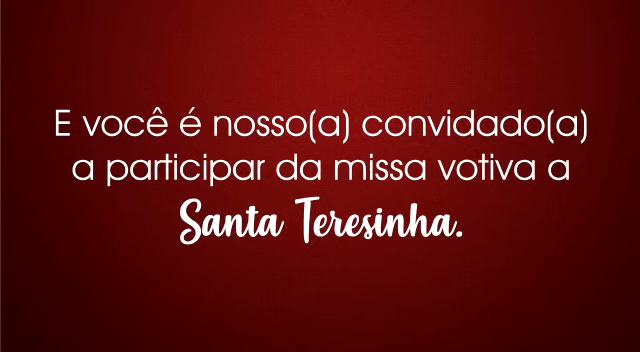 E você é nosso(a) convidado(a)
a participar da missa votiva a
Santa Teresinha.